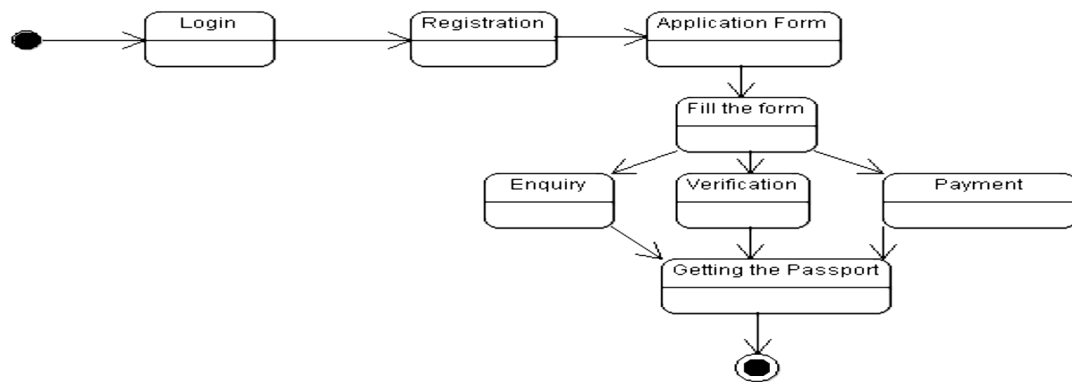 Login
Registration
Application Form
Fill the form
Enquiry
Verification
Payment
Getting the Passport